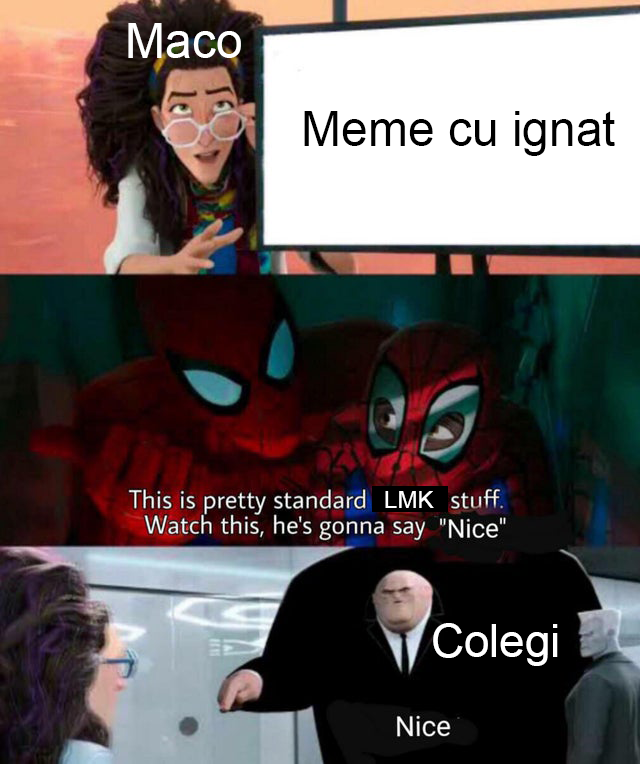 Maco
Meme cu ignat
This is pretty standard LMK stuff.
Watch this, he's gonna say "Nice"
Colegi
Nice